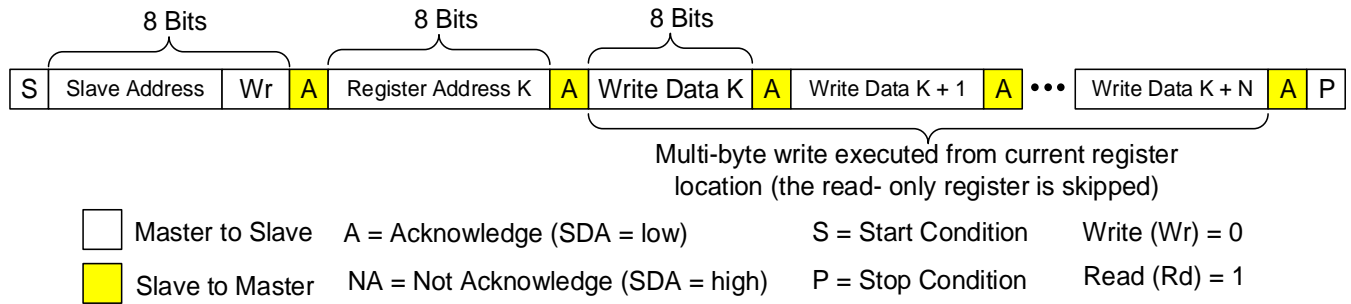 8 Bits 8 Bits 8 Bits
S Slave Address Wr A Register Address K A Write Data K A Write Data K + 1 A ••• Write Data K + N A P
Multi-byte write executed from current register
location (the read- only register is skipped)
Master to Slave A = Acknowledge (SDA = low) S = Start Condition Write (Wr) = 0
Slave to Master NA = Not Acknowledge (SDA = high) P = Stop Condition Read (Rd) = 1